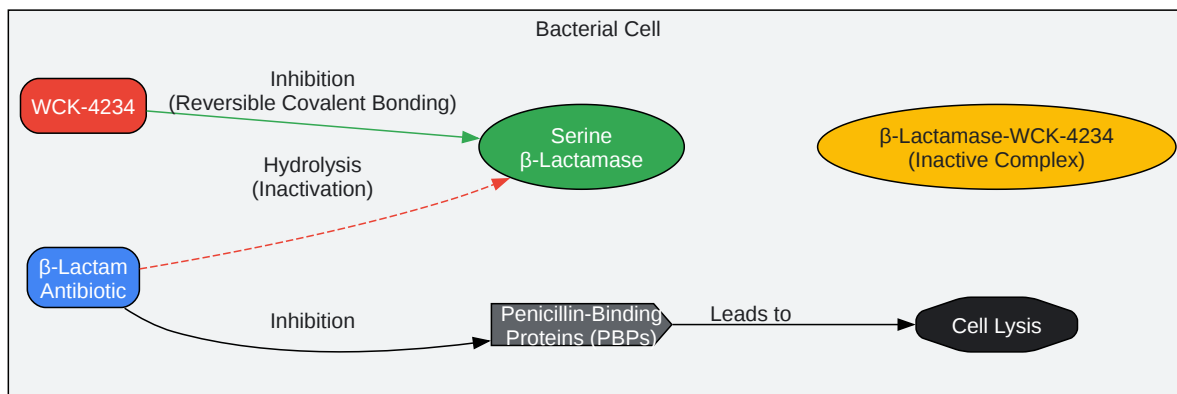 Bacterial Cell
WCK-4234
Inhibition
(Reversible Covalent Bonding)
Serine
β-Lactamase
β-Lactamase-WCK-4234
(Inactive Complex)
Hydrolysis
(Inactivation)
β-Lactam
Antibiotic
Inhibition
Penicillin-Binding
Proteins (PBPs)
Leads to
Cell Lysis